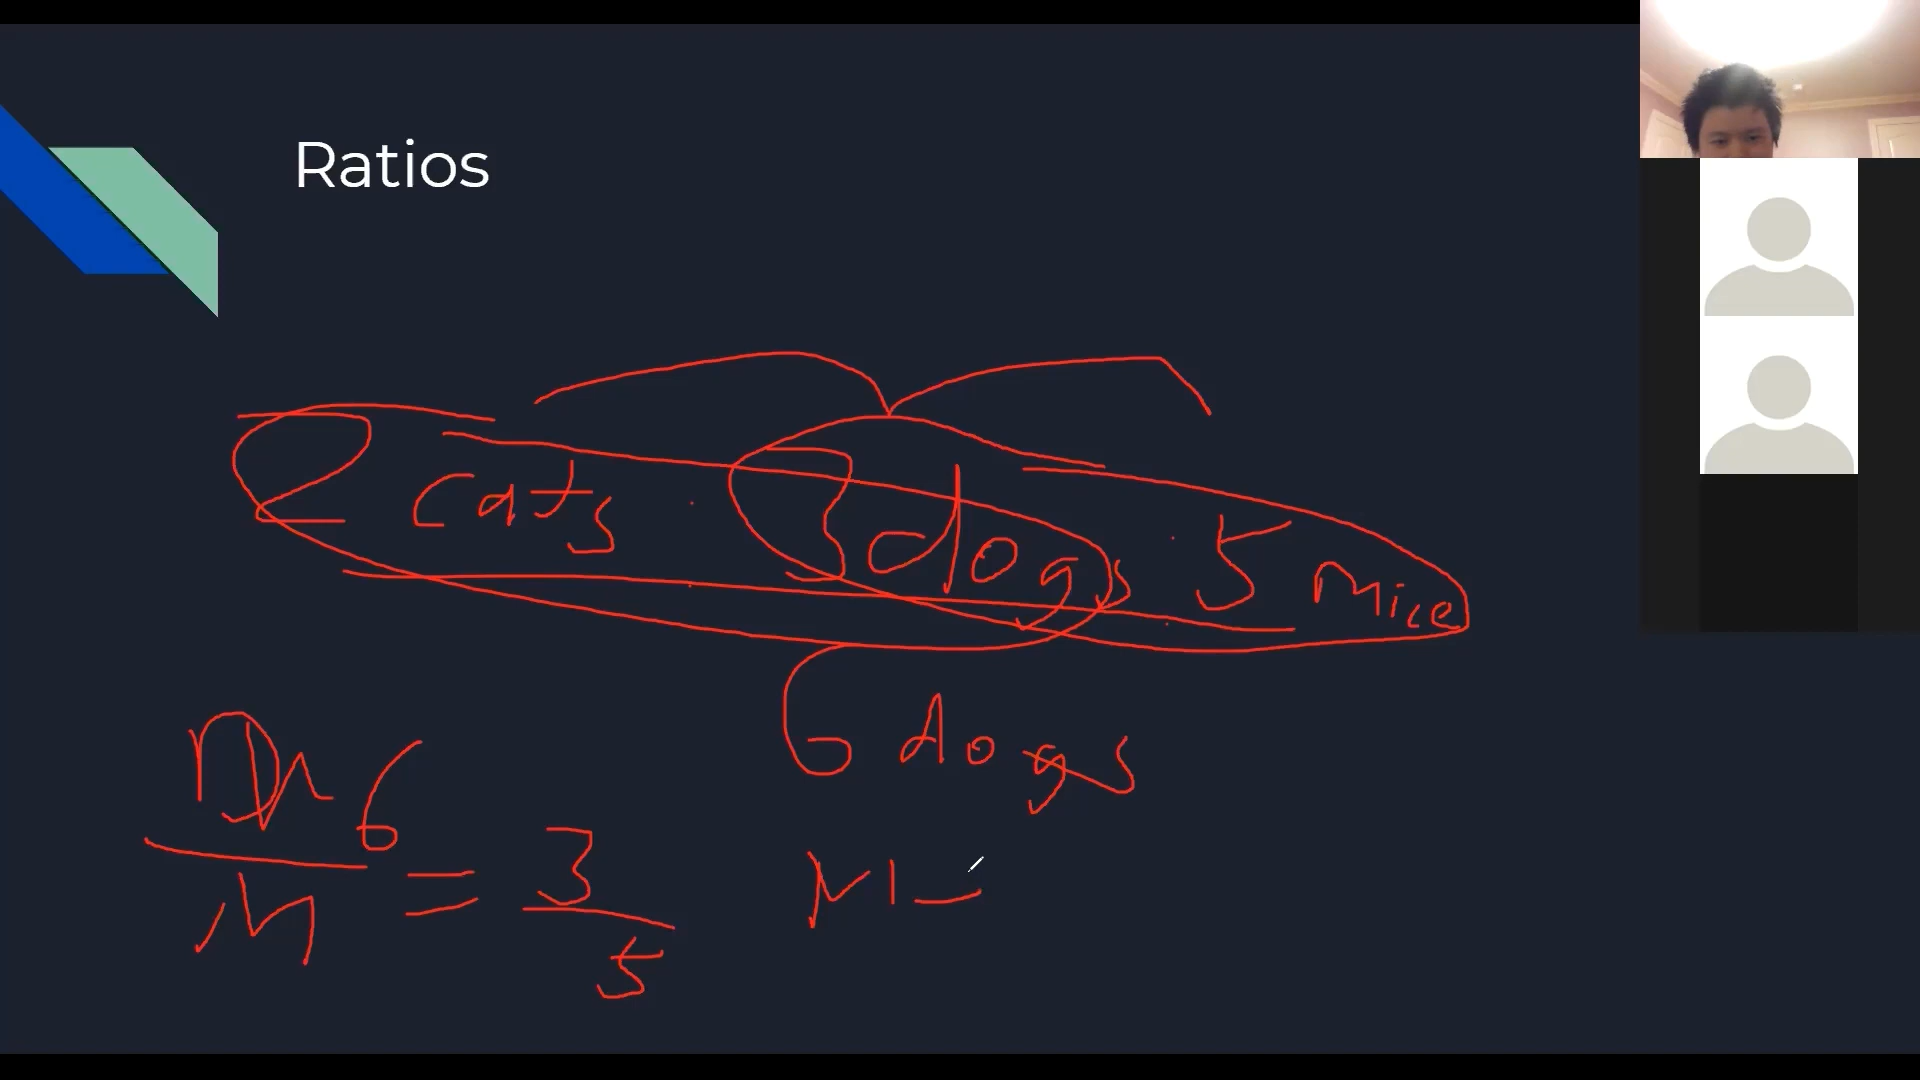 Ratios
2 cats : 3 dogs : 5 Mice
6 dogs
6
M = 3
5
M =